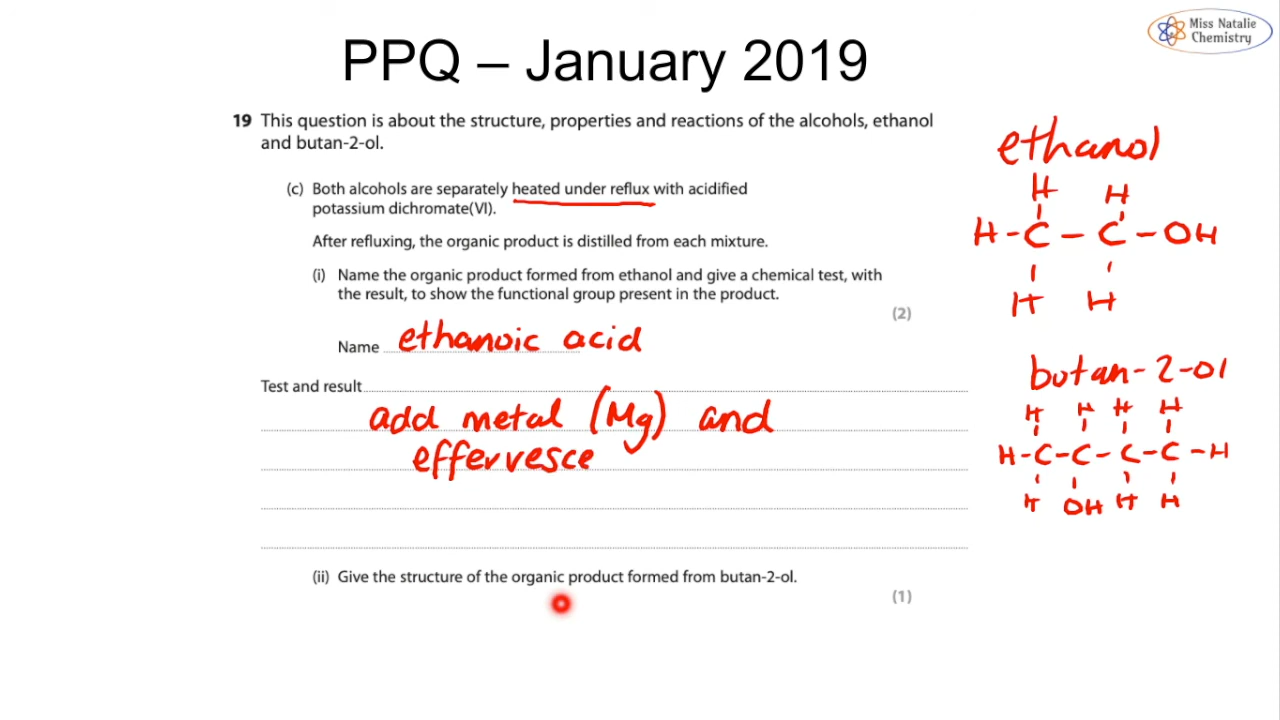 PPQ – January 2019
Miss Natalie
Chemistry
19 This question is about the structure, properties and reactions of the alcohols, ethanol
and butan-2-ol.
(c) Both alcohols are separately heated under reflux with acidified
potassium dichromate(VI).
After refluxing, the organic product is distilled from each mixture.
(i) Name the organic product formed from ethanol and give a chemical test, with
the result, to show the functional group present in the product.
(2)
Name ethanoic acid
Test and result
add metal (Mg) and
effervesce
(ii) Give the structure of the organic product formed from butan-2-ol.
(1)
ethanol
H H
H-C-C-OH
H H
butan-2-ol
H H H H
H-C-C-C-C-H
H OH H H